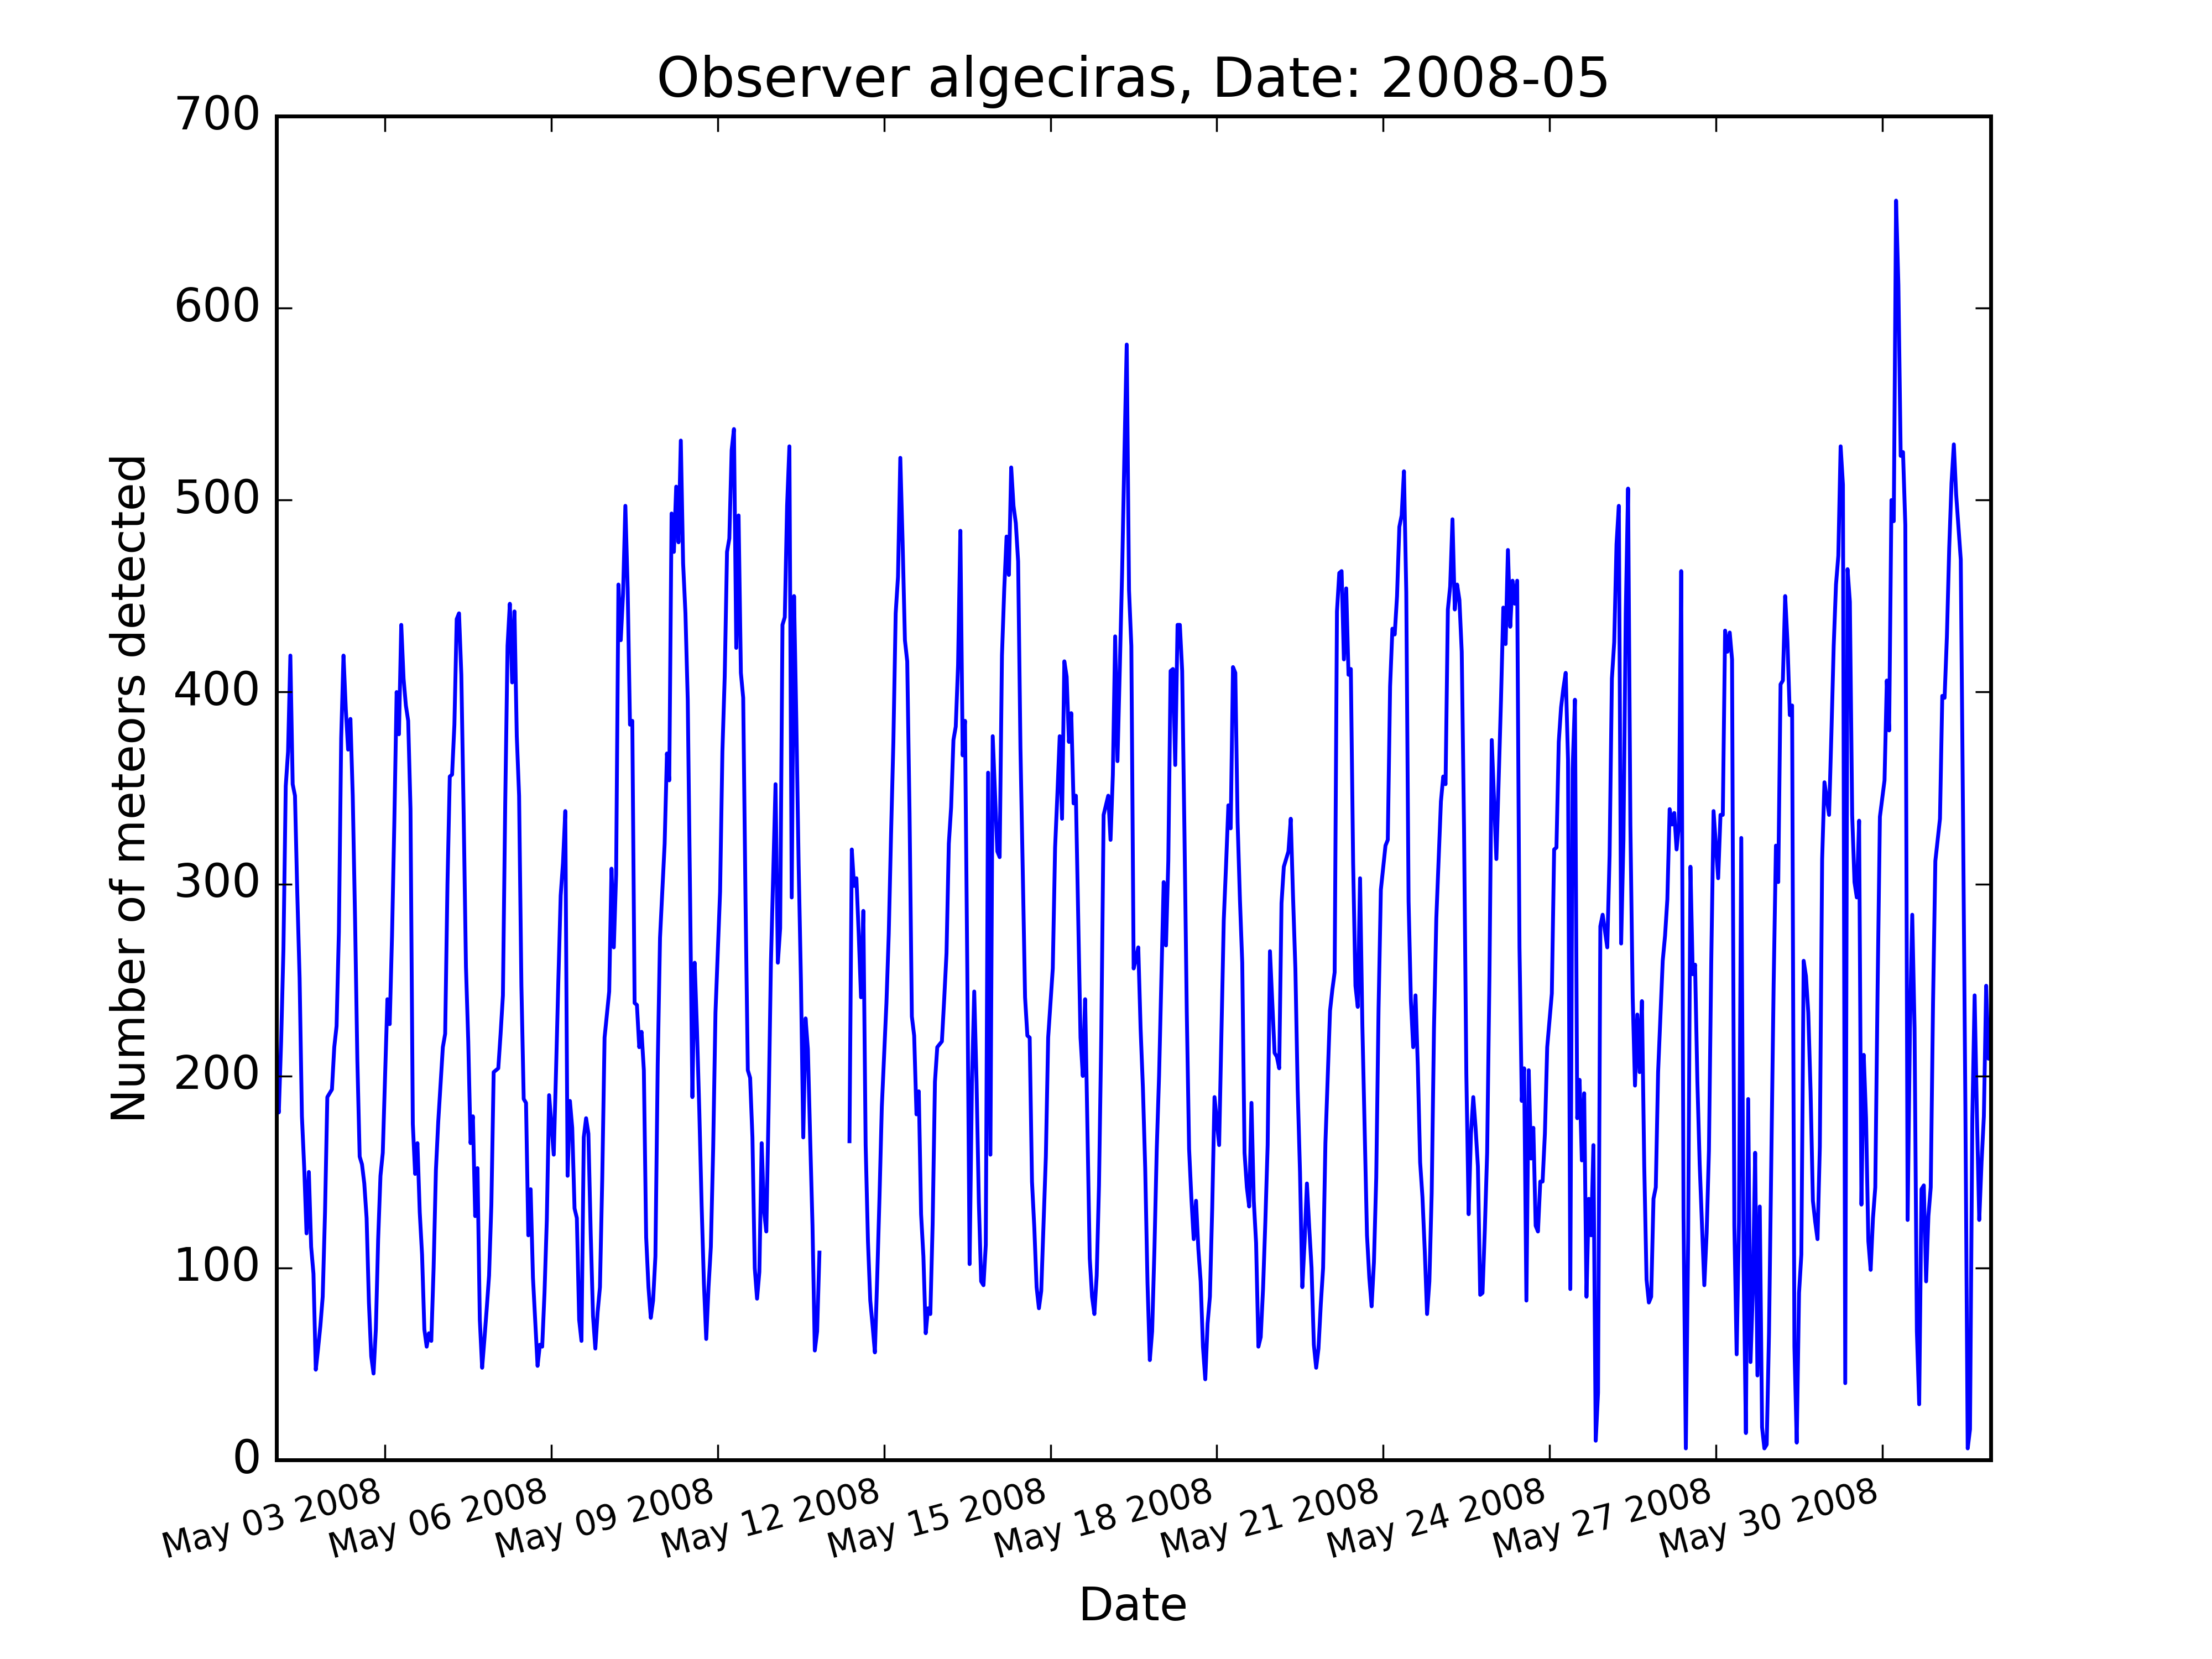 Observer algeciras, Date: 2008-05
Number of meteors detected
700
600
500
400
300
200
100
0
May 03 2008
May 06 2008
May 09 2008
May 12 2008
May 15 2008
May 18 2008
May 21 2008
May 24 2008
May 27 2008
May 30 2008
Date